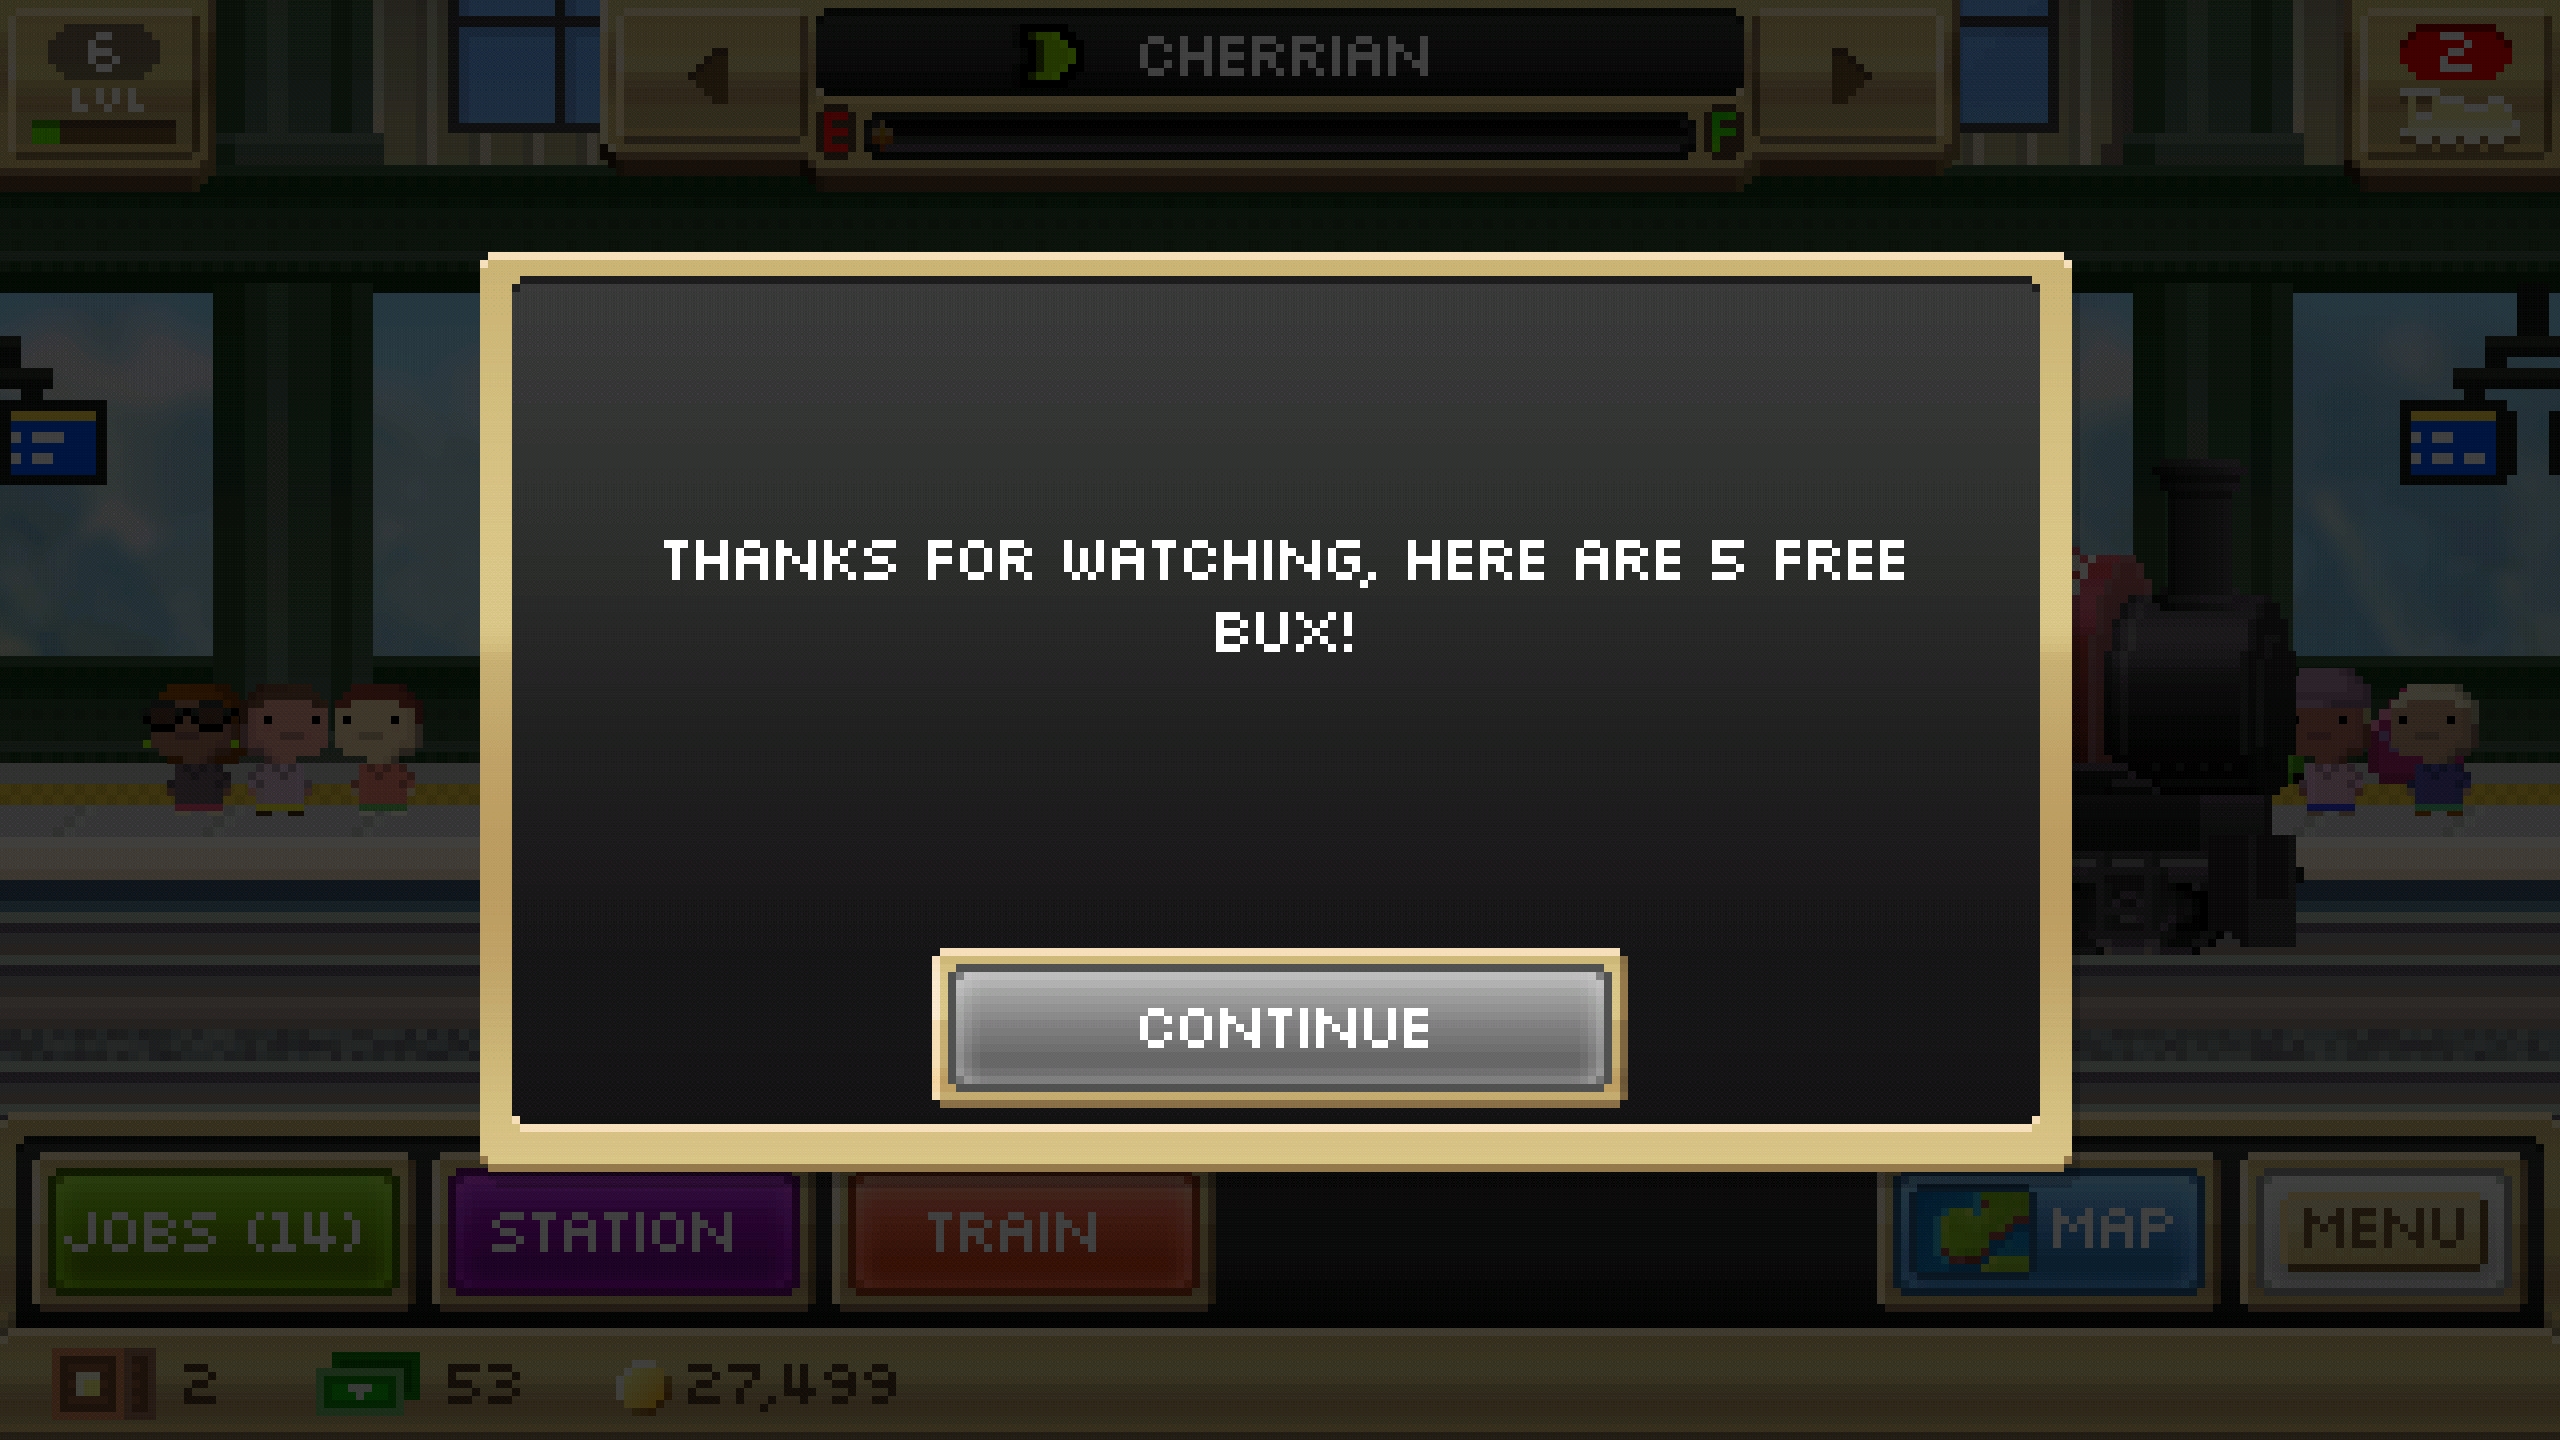 6
LVL
CHERRIAN
E F
2
THANKS FOR WATCHING, HERE ARE 5 FREE
BUX!
CONTINUE
JOBS (14) STATION TRAIN MAP MENU
2 53 27,499